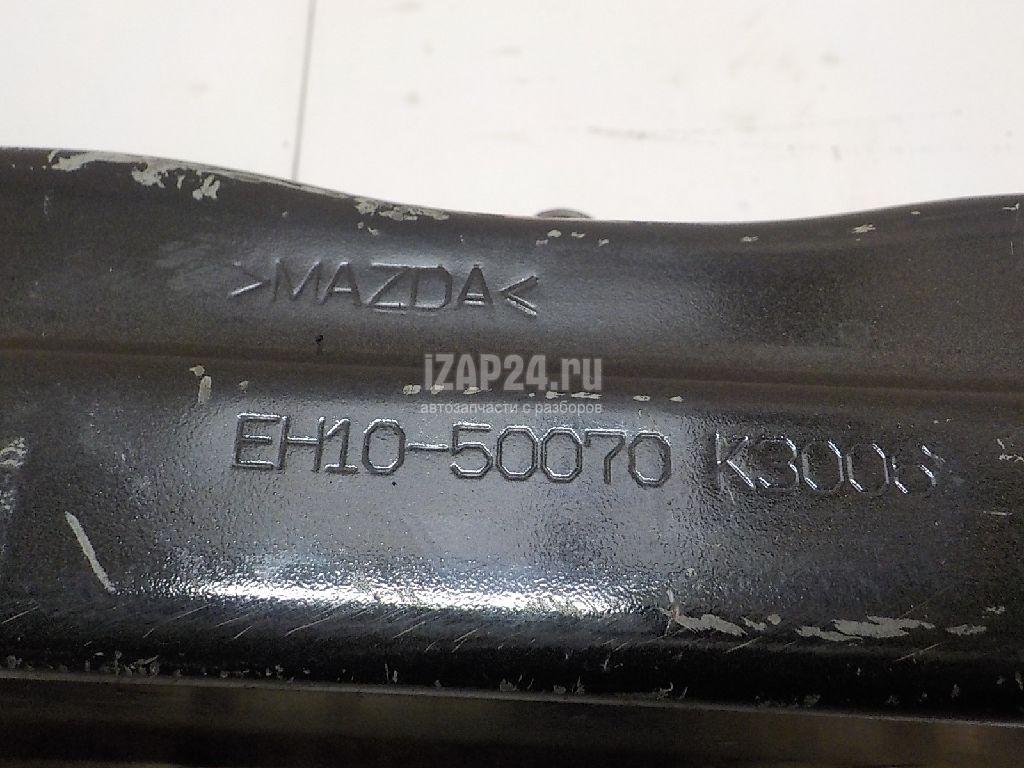 >MAZDA<
iZAP24.ru
автозапчасти с разборов
EH10-50070